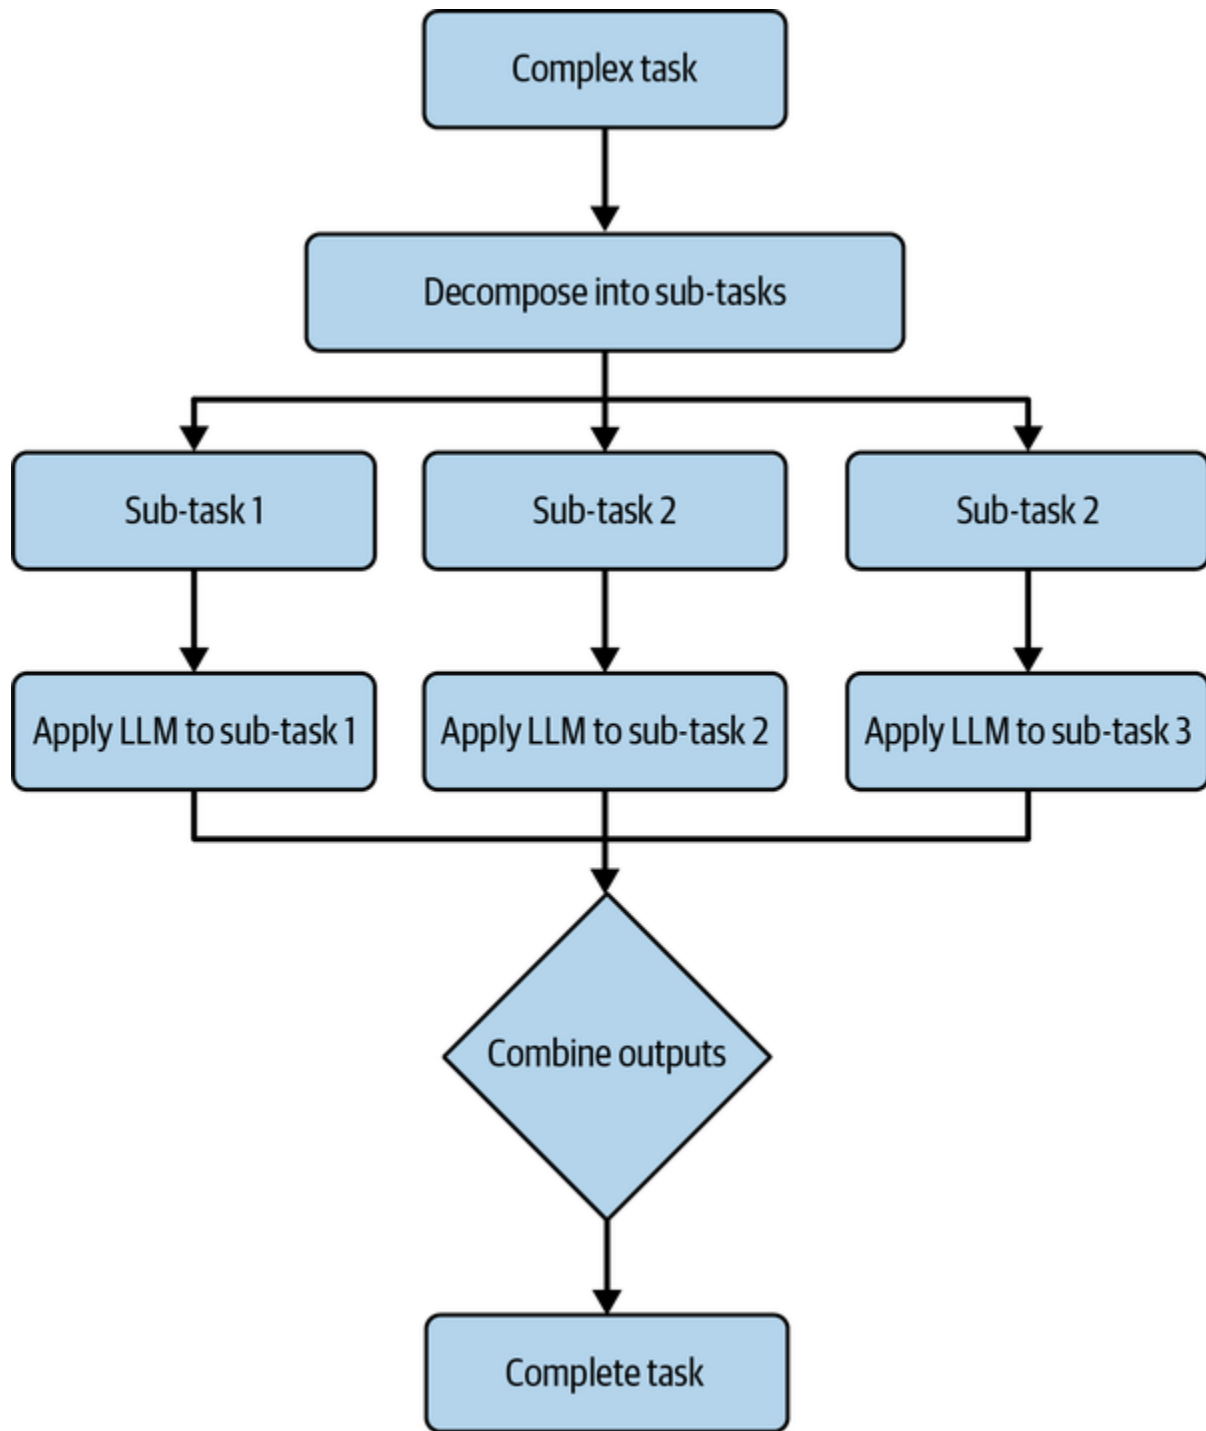 Complex task
Decompose into sub-tasks
Sub-task 1
Sub-task 2
Sub-task 2
Apply LLM to sub-task 1
Apply LLM to sub-task 2
Apply LLM to sub-task 3
Combine outputs
Complete task